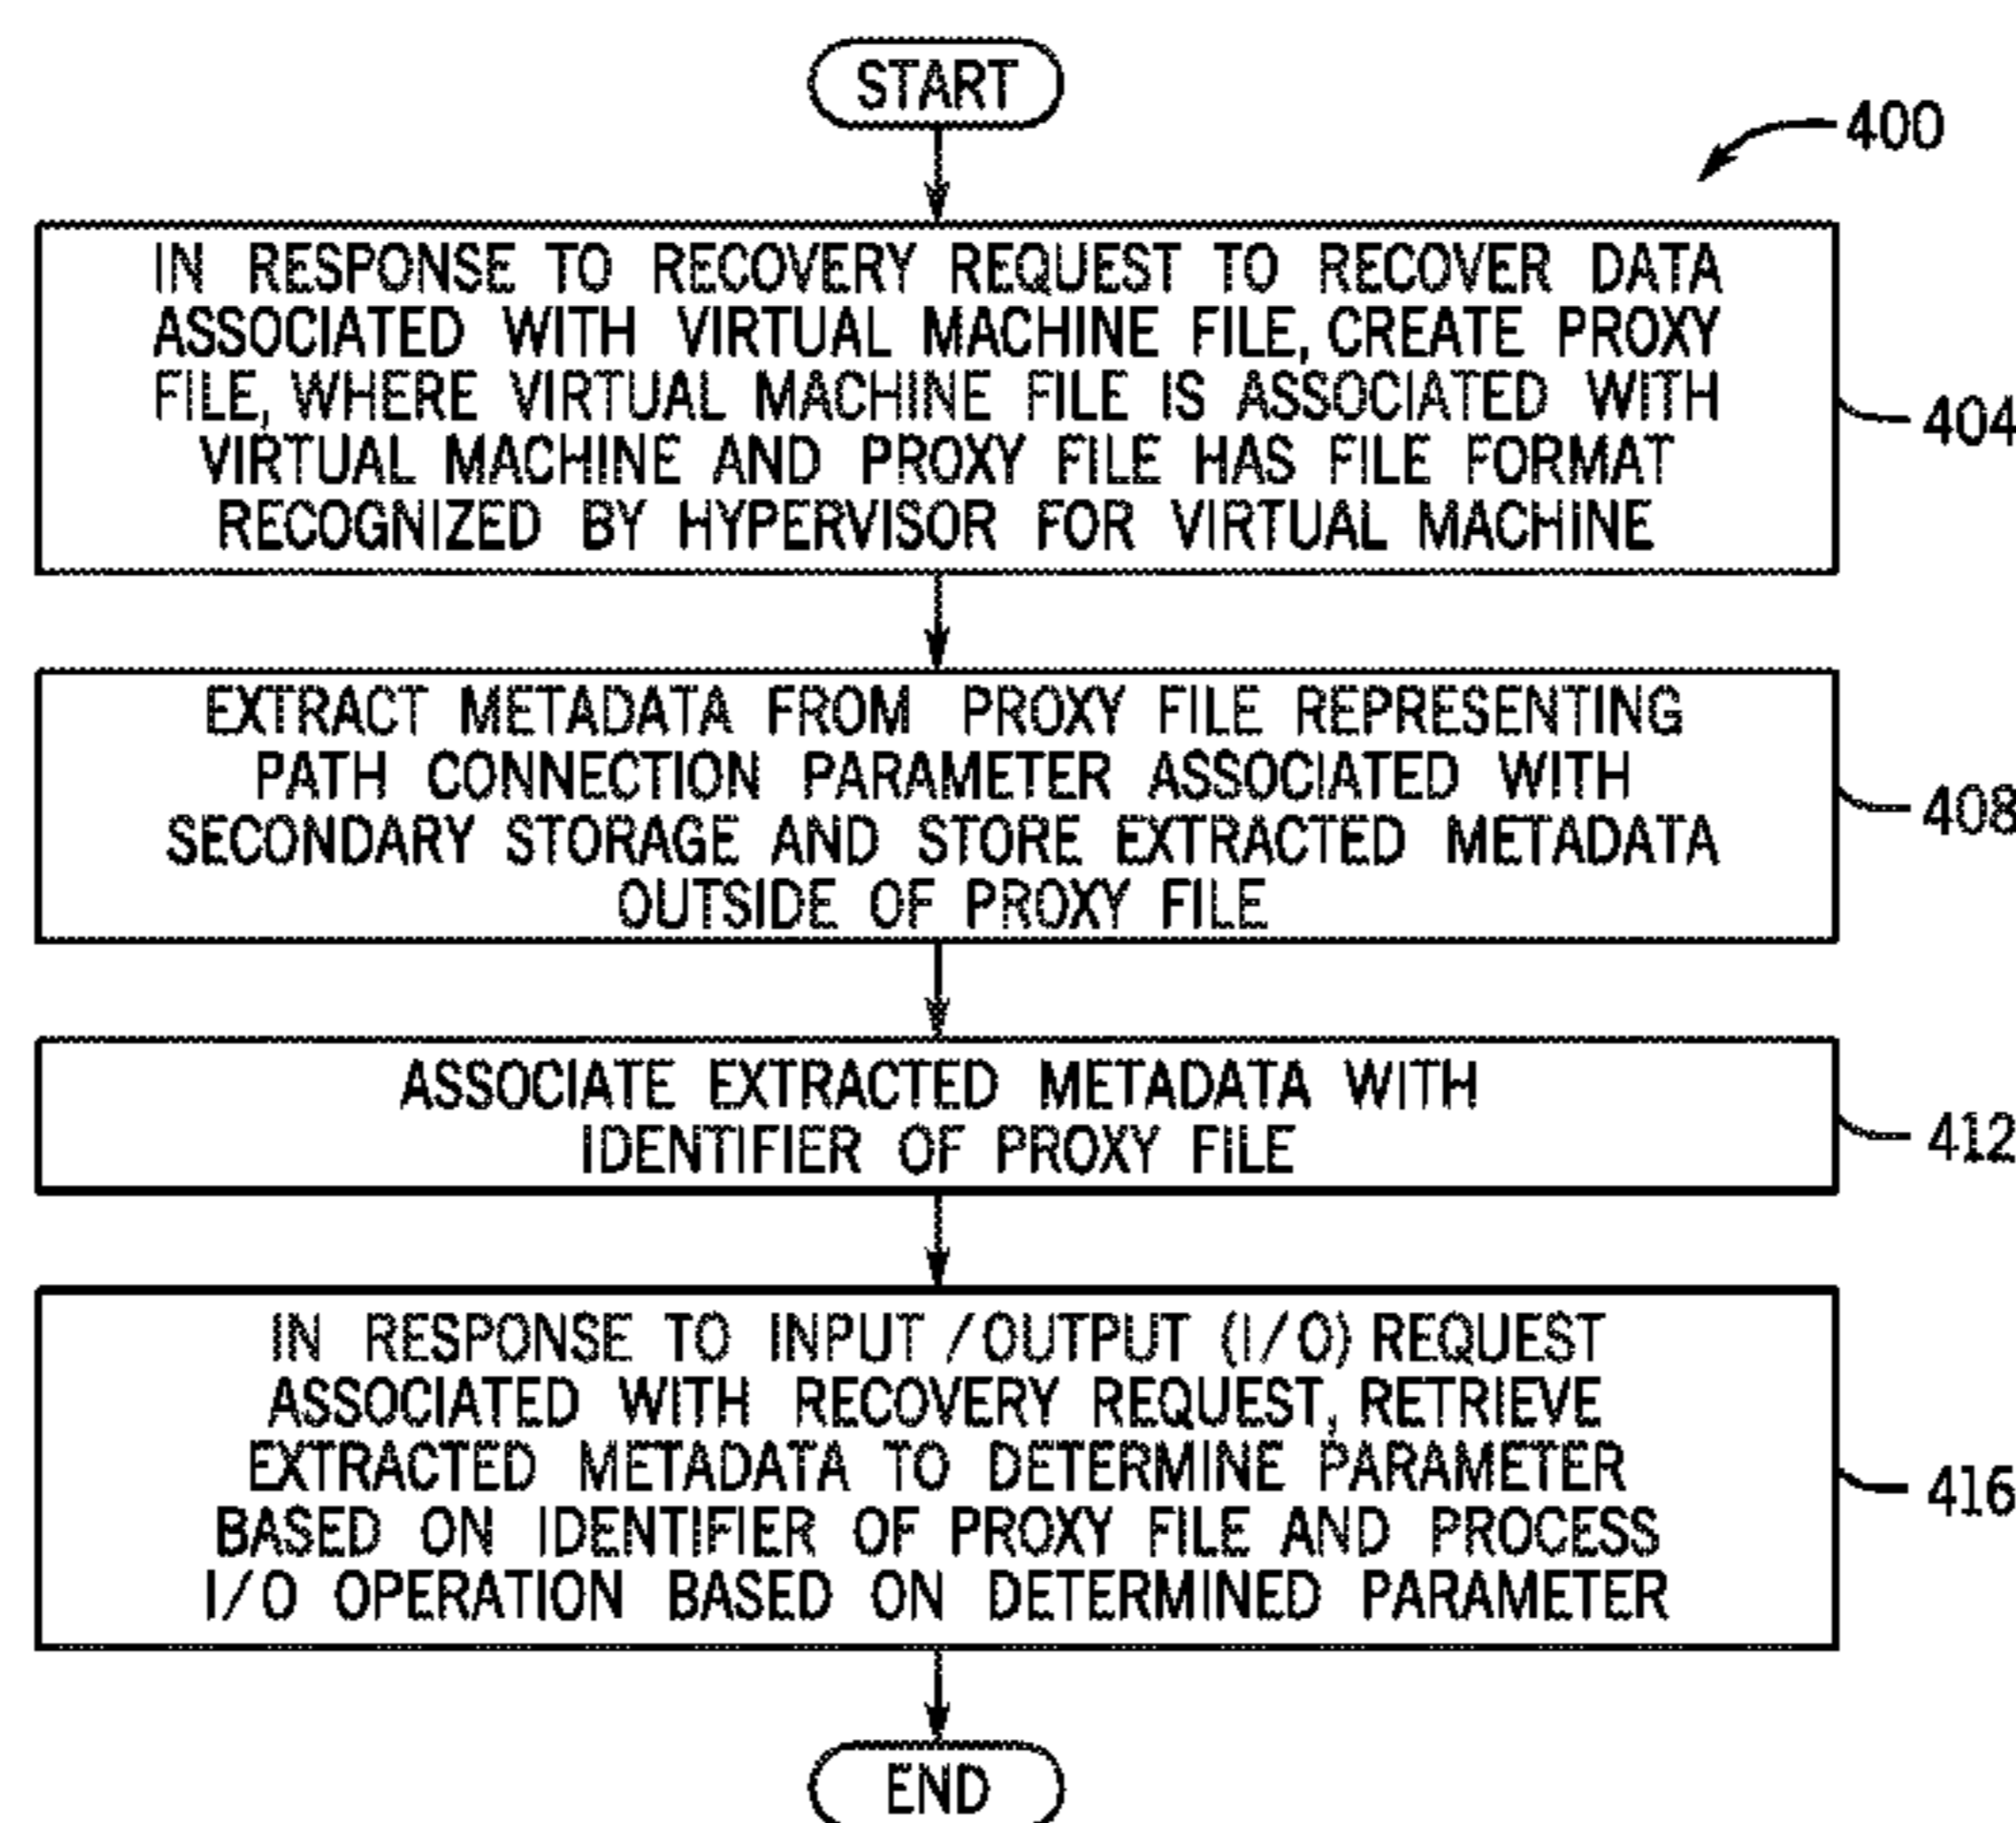 START
400
IN RESPONSE TO RECOVERY REQUEST TO RECOVER DATA
ASSOCIATED WITH VIRTUAL MACHINE FILE, CREATE PROXY
FILE, WHERE VIRTUAL MACHINE FILE IS ASSOCIATED WITH
VIRTUAL MACHINE AND PROXY FILE HAS FILE FORMAT
RECOGNIZED BY HYPERVISOR FOR VIRTUAL MACHINE
404
EXTRACT METADATA FROM PROXY FILE REPRESENTING
PATH CONNECTION PARAMETER ASSOCIATED WITH
SECONDARY STORAGE AND STORE EXTRACTED METADATA
OUTSIDE OF PROXY FILE
408
ASSOCIATE EXTRACTED METADATA WITH
IDENTIFIER OF PROXY FILE
412
IN RESPONSE TO INPUT/OUTPUT (I/O) REQUEST
ASSOCIATED WITH RECOVERY REQUEST, RETRIEVE
EXTRACTED METADATA TO DETERMINE PARAMETER
BASED ON IDENTIFIER OF PROXY FILE AND PROCESS
I/O OPERATION BASED ON DETERMINED PARAMETER
416
END